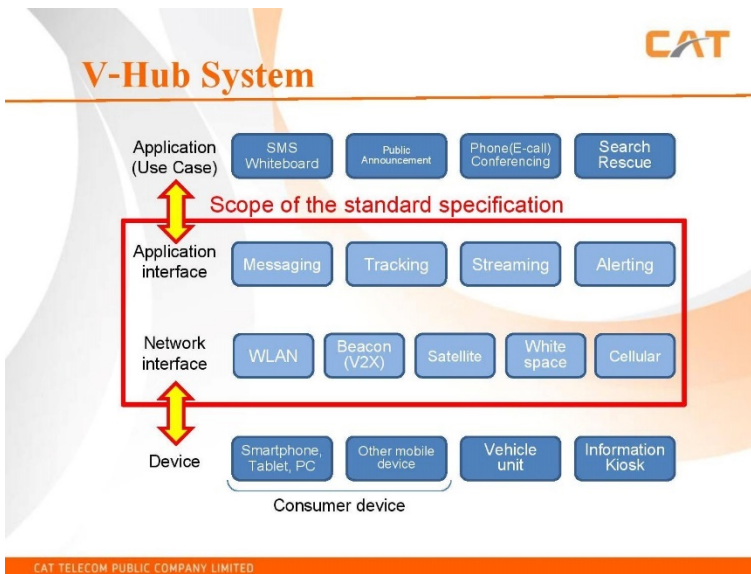 CAT
V-Hub System
Application
(Use Case)
SMS
Whiteboard
Public
Announcement
Phone(E-call)
Conferencing
Search
Rescue
Scope of the standard specification
Application
interface
Messaging
Tracking
Streaming
Alerting
Network
interface
WLAN
Beacon
(V2X)
Satellite
White
space
Cellular
Device
Smartphone,
Tablet, PC
Other mobile
device
Vehicle
unit
Information
Kiosk
Consumer device
CAT TELECOM PUBLIC COMPANY LIMITED